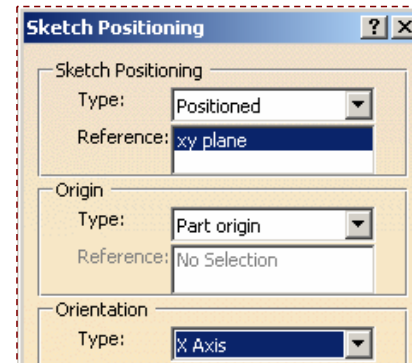 Sketch Positioning ? X
Sketch Positioning
Type: Positioned
Reference: xy plane
Origin
Type: Part origin
Reference: No Selection
Orientation
Type: X Axis